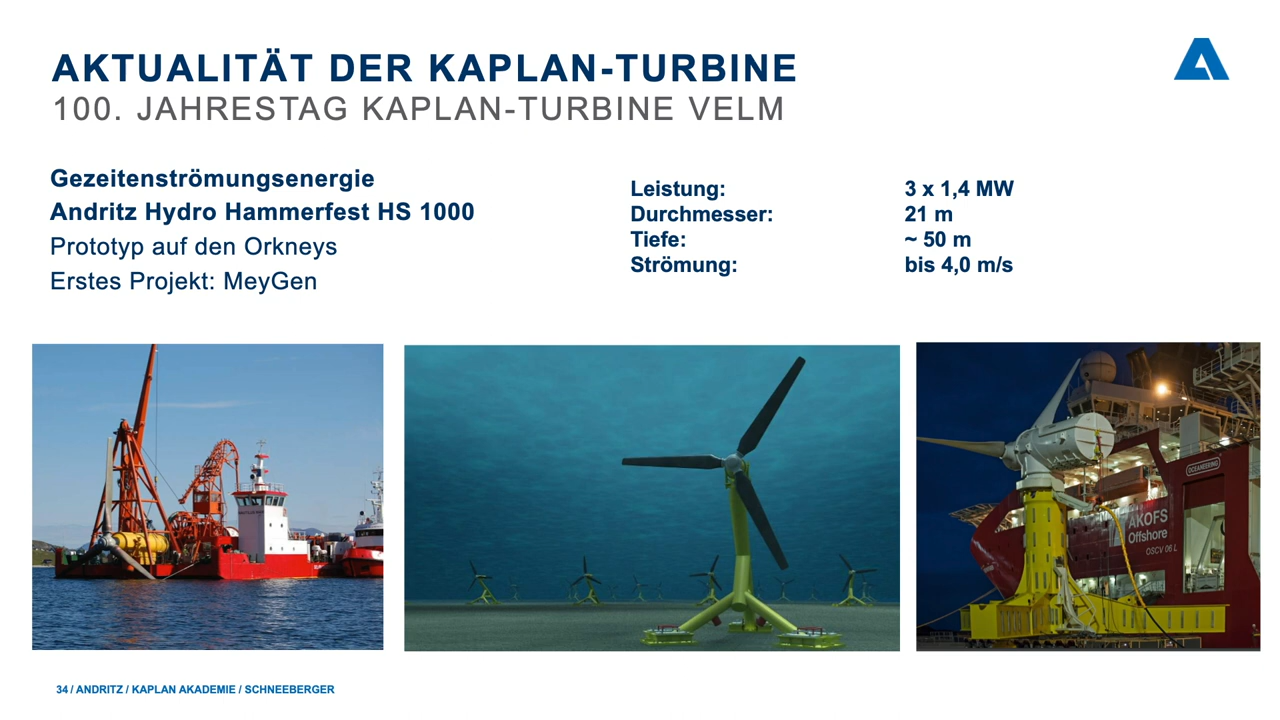 AKTUALITÄT DER KAPLAN-TURBINE
100. JAHRESTAG KAPLAN-TURBINE VELM
Gezeitenströmungsenergie
Andritz Hydro Hammerfest HS 1000
Prototyp auf den Orkneys
Erstes Projekt: MeyGen
Leistung: 3 x 1,4 MW
Durchmesser: 21 m
Tiefe: ~ 50 m
Strömung: bis 4,0 m/s
OCEANEERING
AKOFS
Offshore
OSCV 06 L
34 / ANDRITZ / KAPLAN AKADEMIE / SCHNEEBERGER